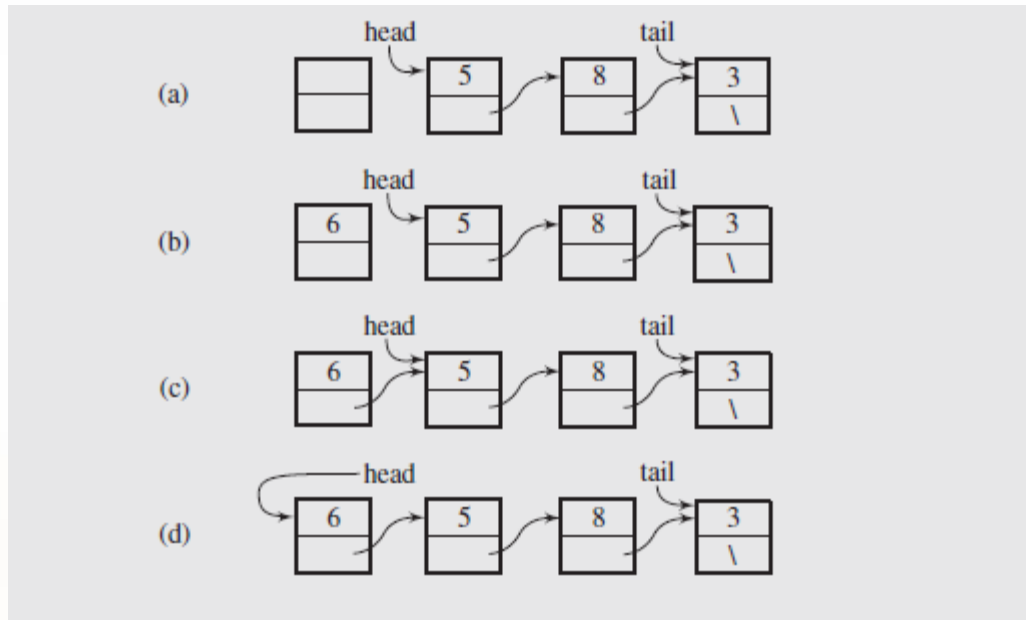 head tail
(a) 5 8 3
\
head tail
(b) 6 5 8 3
\
head tail
(c) 6 5 8 3
\
head tail
(d) 6 5 8 3
\